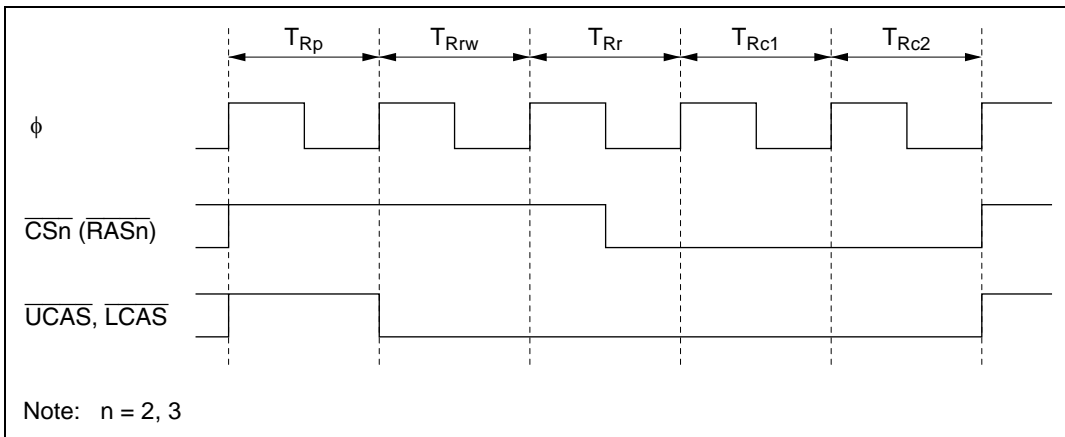 TRp TRrw TRr TRc1 TRc2
ϕ
CSn (RASn)
UCAS, LCAS
Note: n = 2, 3